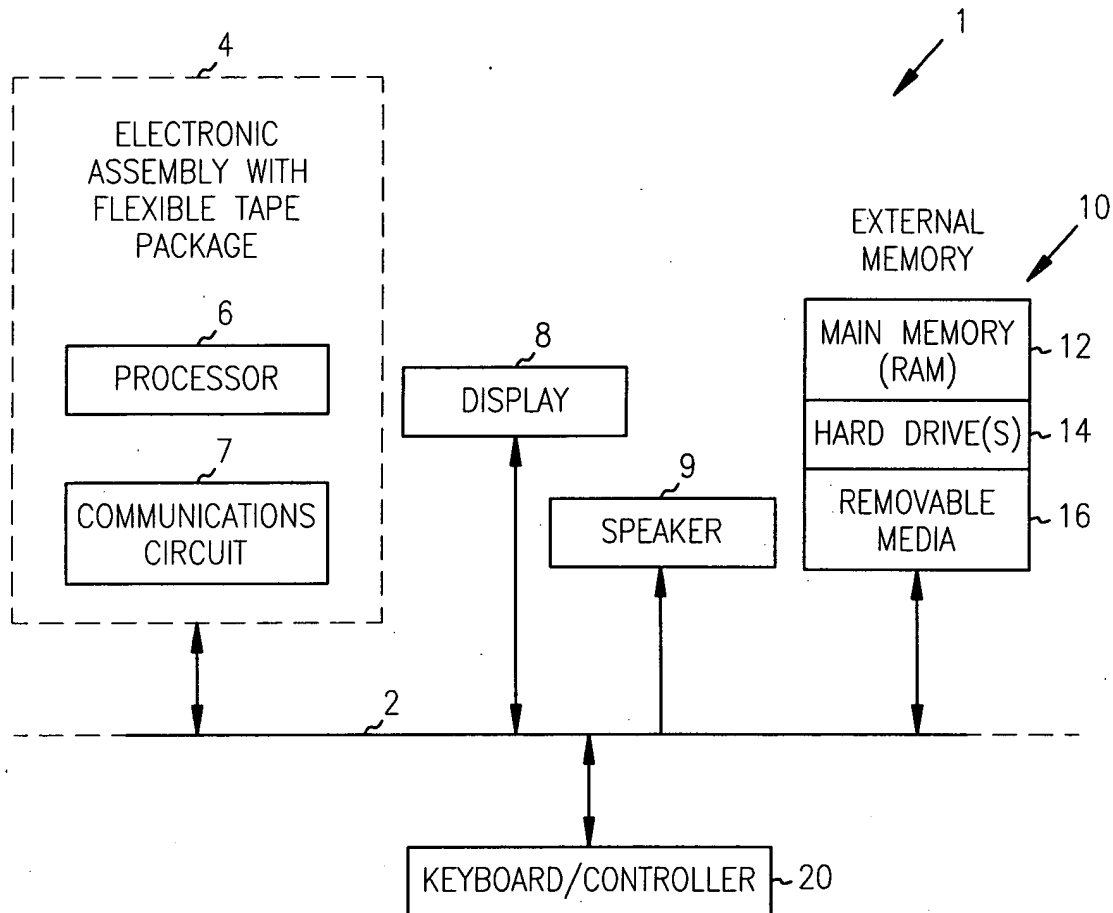 1
4
ELECTRONIC
ASSEMBLY WITH
FLEXIBLE TAPE
PACKAGE
6
PROCESSOR
7
COMMUNICATIONS
CIRCUIT
8
DISPLAY
9
SPEAKER
EXTERNAL
MEMORY
10
MAIN MEMORY
(RAM)
12
HARD DRIVE(S)
14
REMOVABLE
MEDIA
16
2
KEYBOARD/CONTROLLER
20